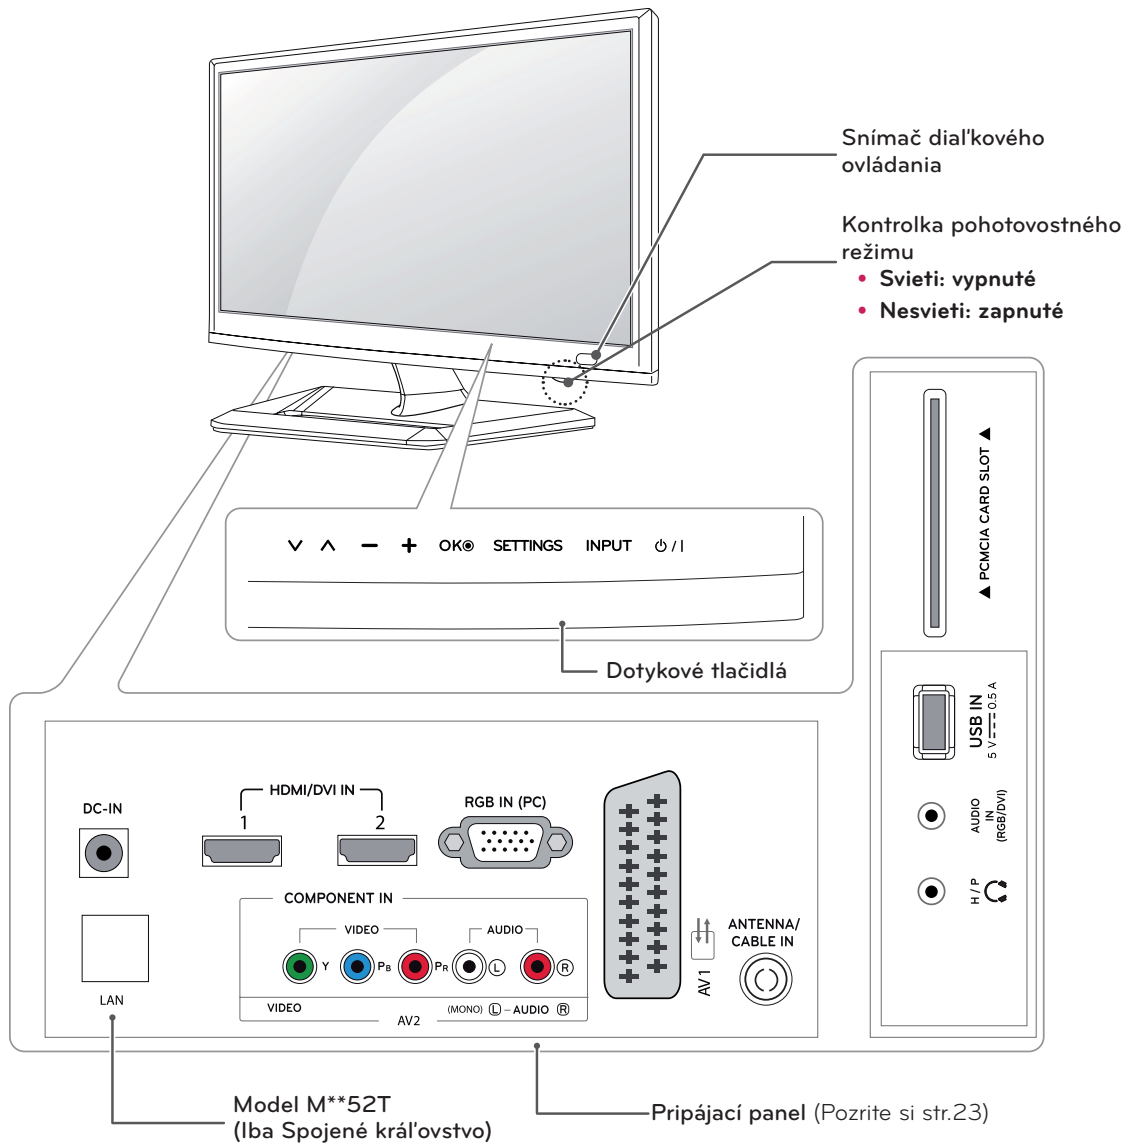 Snímač diaľkového
ovládania
Kontrolka pohotovostného
režimu
• Svieti: vypnuté
• Nesvieti: zapnuté
∨ ∧ − + OK◉ SETTINGS INPUT ⏻ / I
Dotykové tlačidlá
▲ PCMCIA CARD SLOT ▲
USB IN
5 V ⎓ 0.5 A
AUDIO
IN
(RGB/DVI)
H / P
DC-IN
HDMI/DVI IN
1 2
RGB IN (PC)
COMPONENT IN
VIDEO AUDIO
Y PB PR L R
VIDEO (MONO) L – AUDIO R
AV2
LAN
AV1
ANTENNA/
CABLE IN
Model M**52T
(Iba Spojené kráľovstvo)
Pripájací panel (Pozrite si str.23)